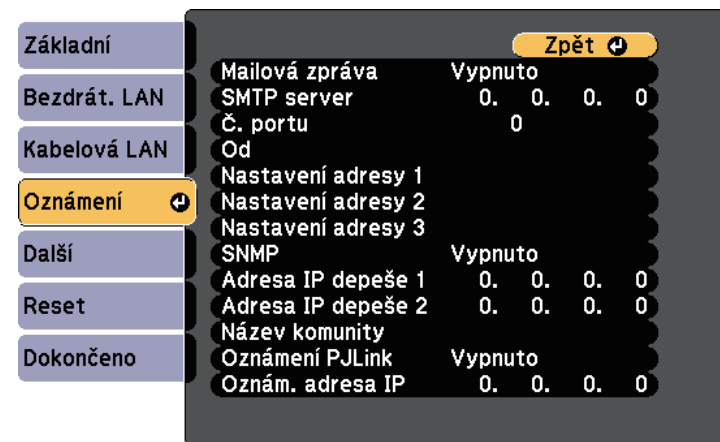 Základní
Bezdrát. LAN
Kabelová LAN
Oznámení
Další
Reset
Dokončeno
Zpět
Mailová zpráva Vypnuto
SMTP server 0. 0. 0. 0
Č. portu 0
Od
Nastavení adresy 1
Nastavení adresy 2
Nastavení adresy 3
SNMP Vypnuto
Adresa IP depeše 1 0. 0. 0. 0
Adresa IP depeše 2 0. 0. 0. 0
Název komunity
Oznámení PJLink Vypnuto
Oznám. adresa IP 0. 0. 0. 0